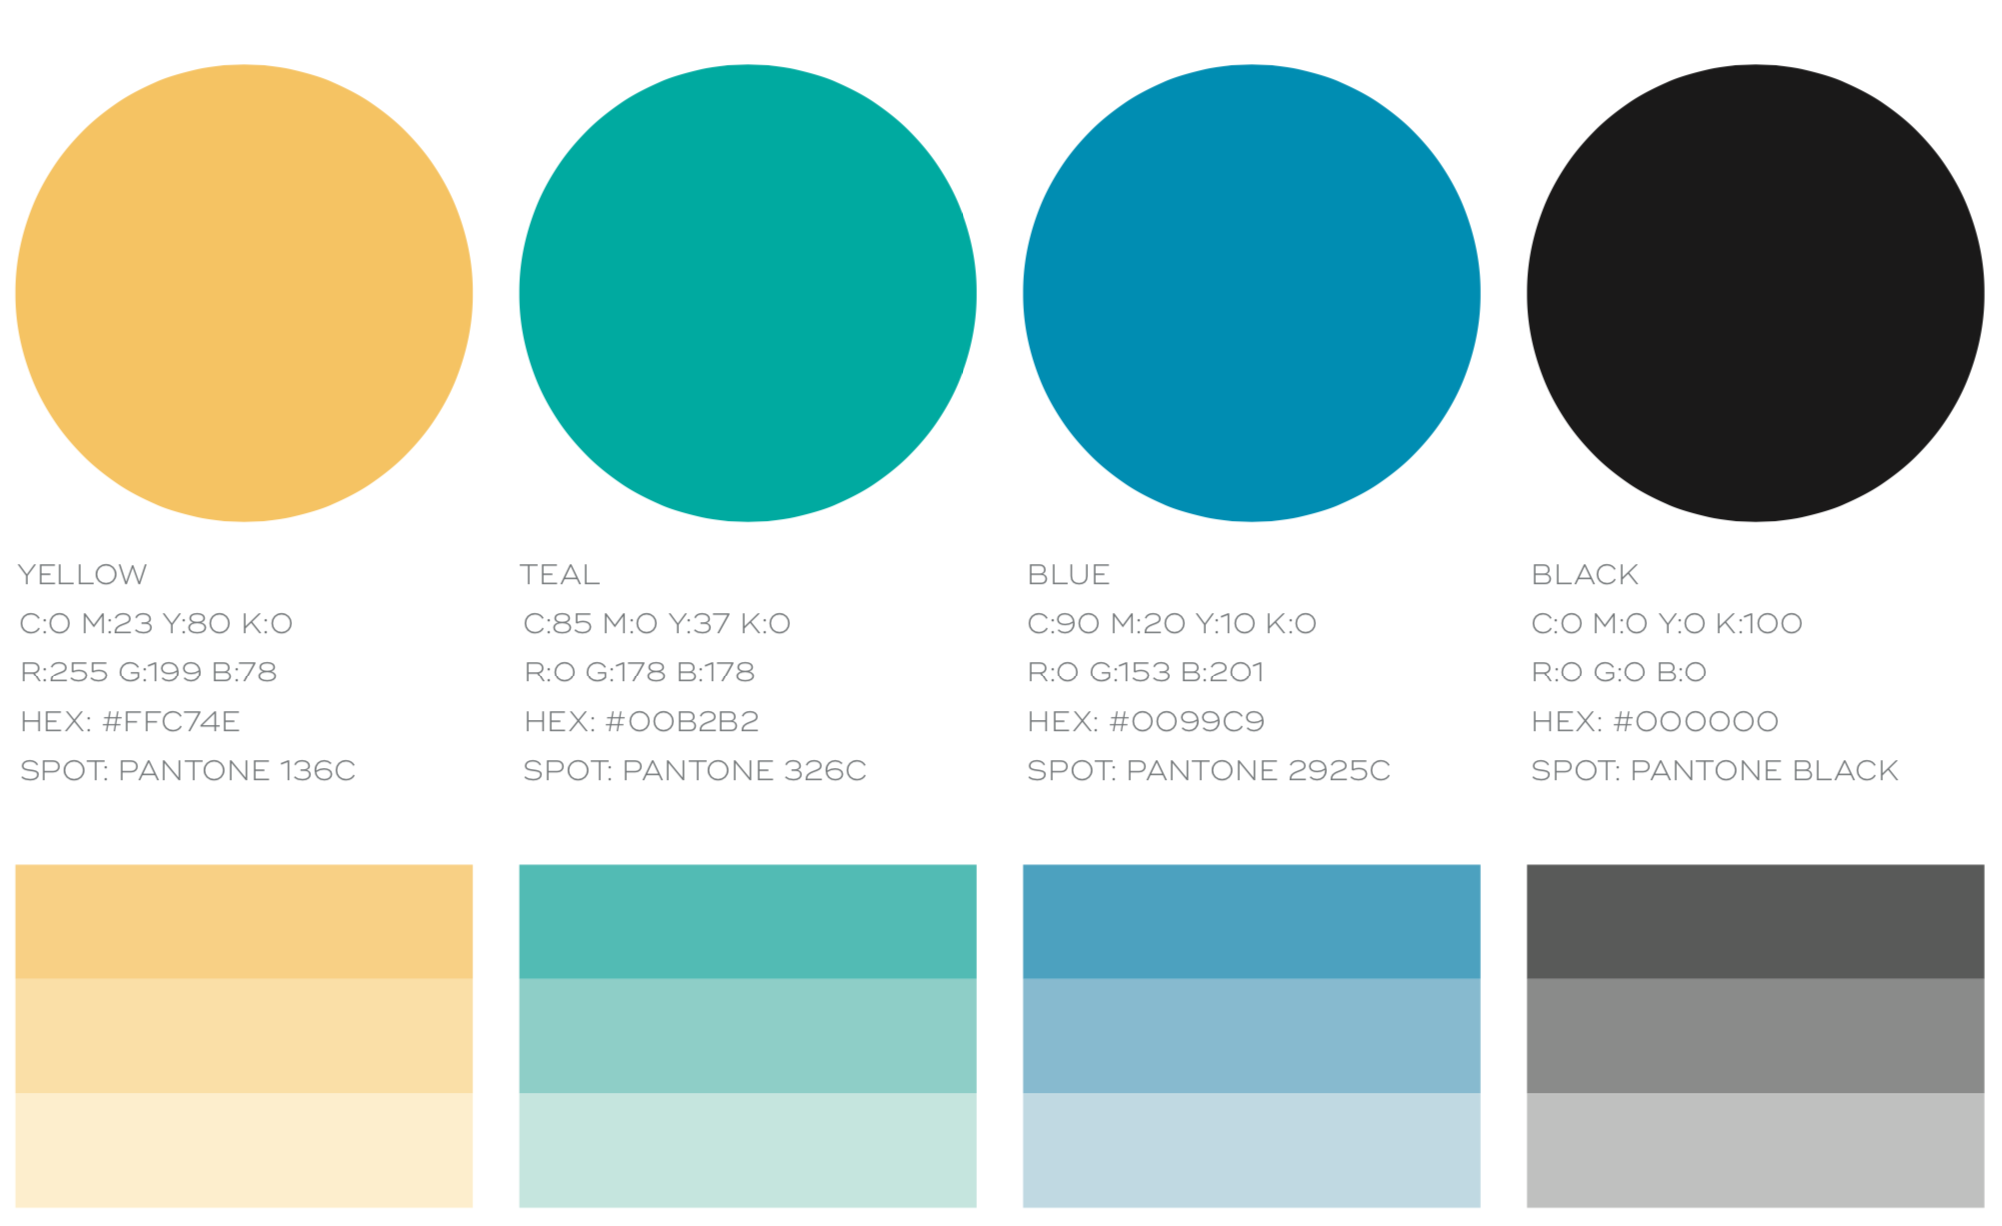 YELLOW
C:0 M:23 Y:80 K:0
R:255 G:199 B:78
HEX: #FFC74E
SPOT: PANTONE 136C
TEAL
C:85 M:0 Y:37 K:0
R:0 G:178 B:178
HEX: #00B2B2
SPOT: PANTONE 326C
BLUE
C:90 M:20 Y:10 K:0
R:0 G:153 B:201
HEX: #0099C9
SPOT: PANTONE 2925C
BLACK
C:0 M:0 Y:0 K:100
R:0 G:0 B:0
HEX: #000000
SPOT: PANTONE BLACK